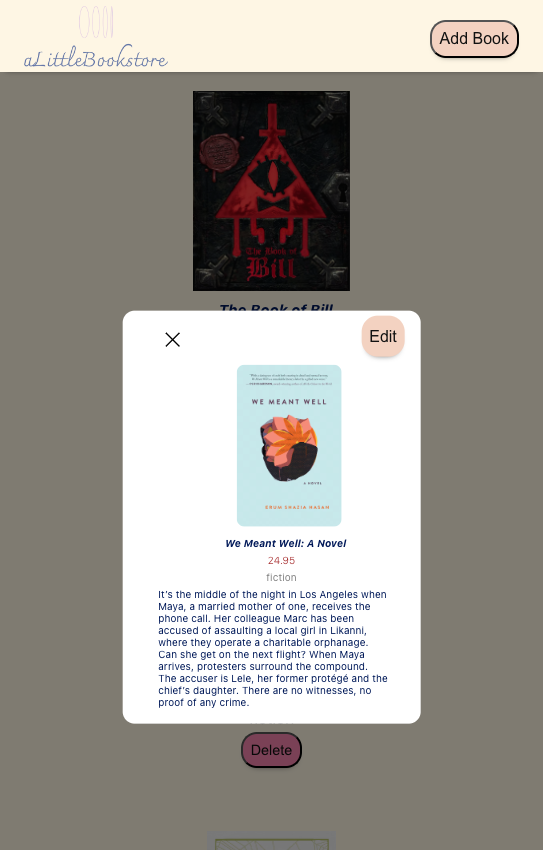 aLittleBookstore
Add Book
The Book of
Bill
The Book of Bill
Edit
WE MEANT WELL
A NOVEL
We Meant Well: A Novel
24.95
fiction
It's the middle of the night in Los Angeles when
Maya, a married mother of one, receives the
phone call. Her colleague Marc has been
accused of assaulting a local girl in Likanni,
where they operate a charitable orphanage.
Can she get on the next flight? When Maya
arrives, protesters surround the compound.
The accuser is Lele, her former protégé and the
chief's daughter. There are no witnesses, no
proof of any crime.
Delete